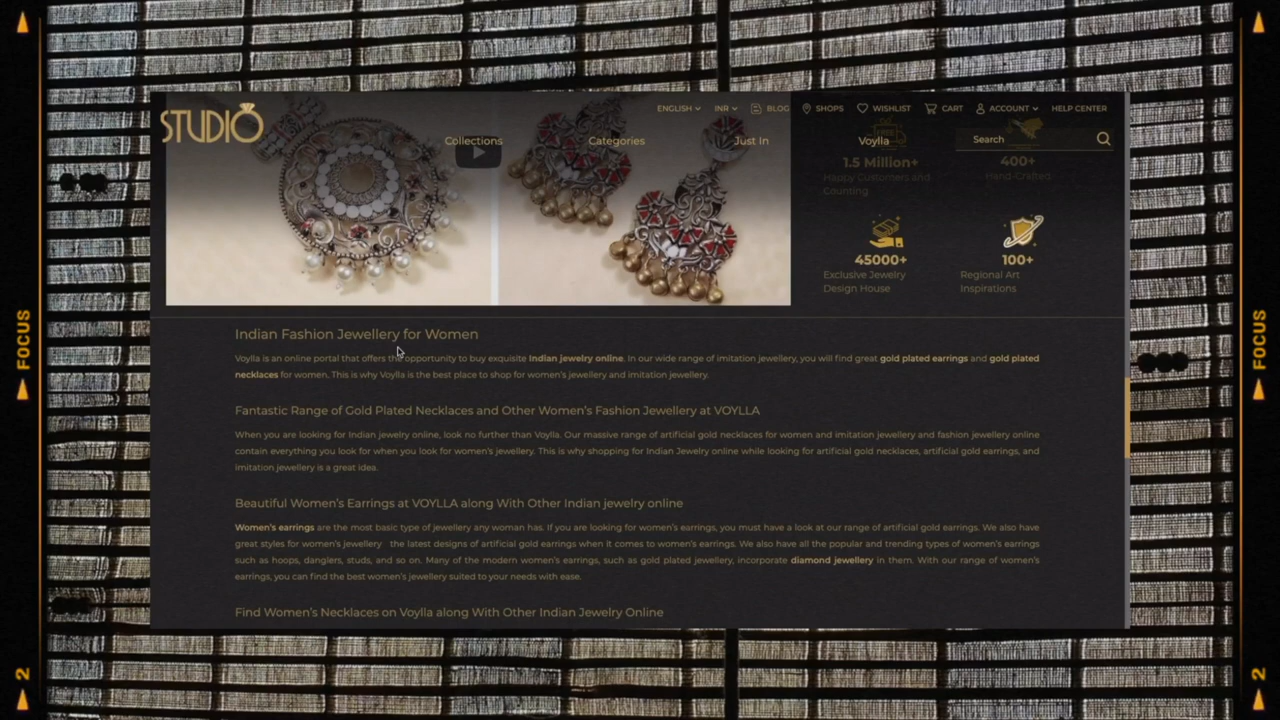 STUDIO
ENGLISH
INR
BLOG
SHOPS
WISHLIST
CART
ACCOUNT
HELP CENTER
Collections
Categories
Just In
Voylla
Search
FREE
1.5 Million+
Happy Customers and
Counting
400+
Hand-Crafted
45000+
Exclusive Jewelry
Design House
100+
Regional Art
Inspirations
Indian Fashion Jewellery for Women
Voylla is an online portal that offers the opportunity to buy exquisite Indian jewelry online. In our wide range of imitation jewellery, you will find great gold plated earrings and gold plated
necklaces for women. This is why Voylla is the best place to shop for women's jewellery and imitation jewellery.
Fantastic Range of Gold Plated Necklaces and Other Women's Fashion Jewellery at VOYLLA
When you are looking for Indian jewelry online, look no further than Voylla. Our massive range of artificial gold necklaces for women and imitation jewellery and fashion jewellery online
contain everything you look for when you look for women's jewellery. This is why shopping for Indian Jewelry online while looking for artificial gold necklaces, artificial gold earrings, and
imitation jewellery is a great idea.
Beautiful Women's Earrings at VOYLLA along With Other Indian jewelry online
Women's earrings are the most basic type of jewellery any woman has. If you are looking for women's earrings, you must have a look at our range of artificial gold earrings. We also have
great styles for women's jewellery the latest designs of artificial gold earrings when it comes to women's earrings. We also have all the popular and trending types of women's earrings
such as hoops, danglers, studs, and so on. Many of the modern women's earrings, such as gold plated jewellery, incorporate diamond jewellery in them. With our range of women's
earrings, you can find the best women's jewellery suited to your needs with ease.
Find Women's Necklaces on Voylla along With Other Indian Jewelry Online
FOCUS
2
FOCUS
2